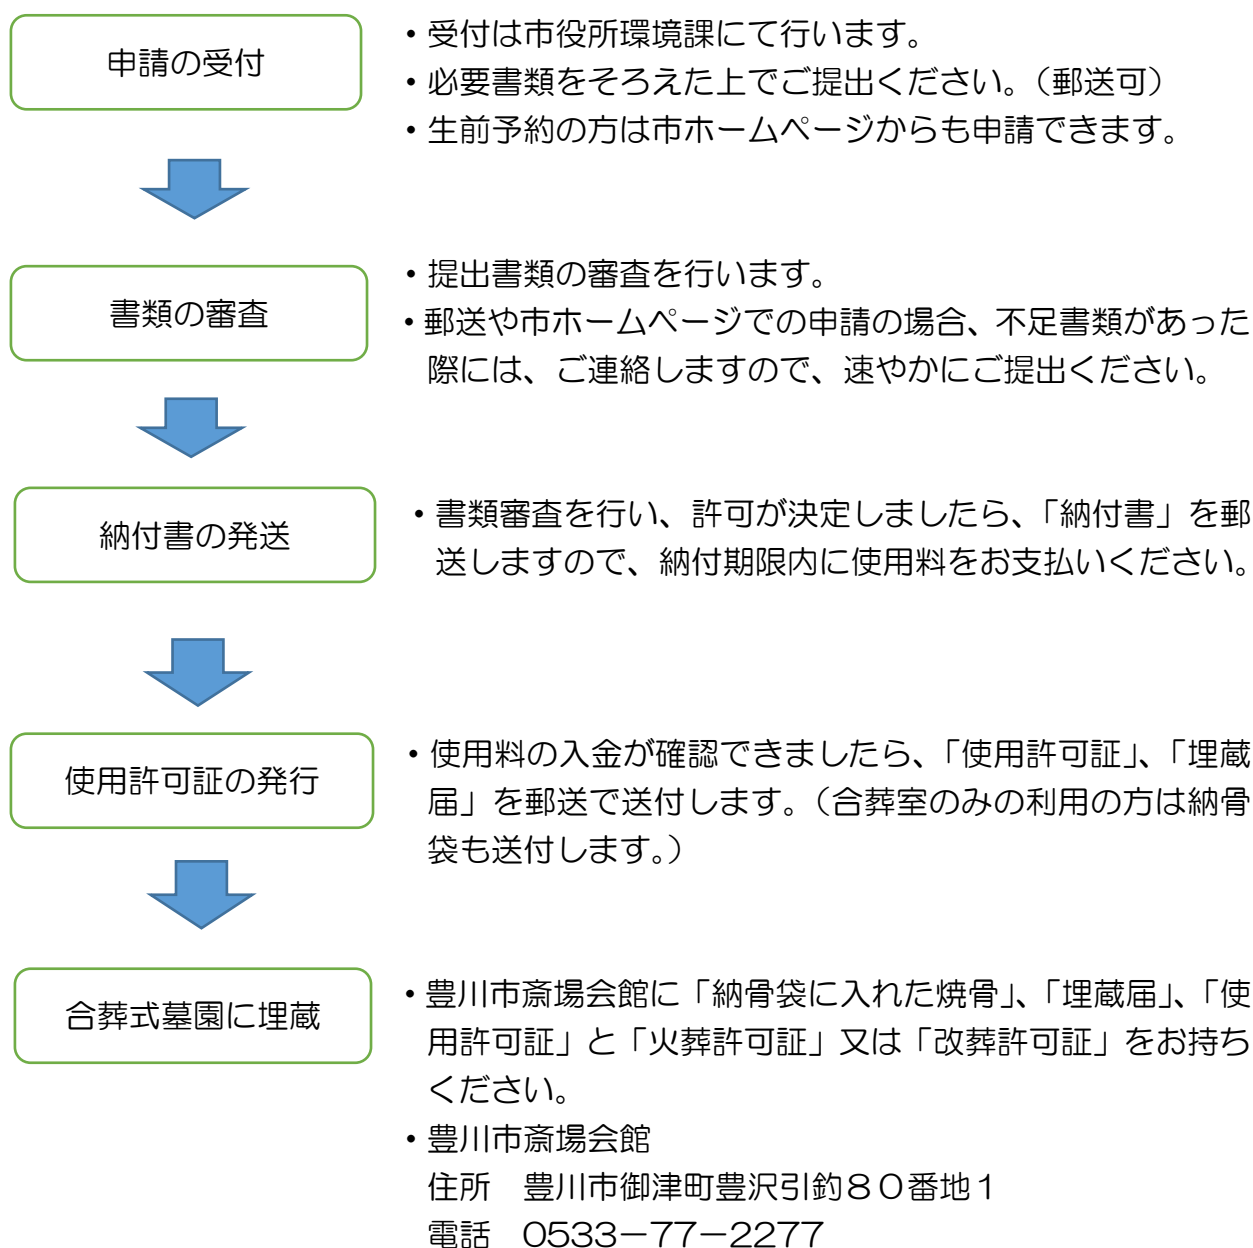 申請の受付
・受付は市役所環境課にて行います。
・必要書類をそろえた上でご提出ください。（郵送可）
・生前予約の方は市ホームページからも申請できます。
書類の審査
・提出書類の審査を行います。
・郵送や市ホームページでの申請の場合、不足書類があった
際には、ご連絡しますので、速やかにご提出ください。
納付書の発送
・書類審査を行い、許可が決定しましたら、「納付書」を郵
送しますので、納付期限内に使用料をお支払いください。
使用許可証の発行
・使用料の入金が確認できましたら、「使用許可証」、「埋蔵
届」を郵送で送付します。（合葬室のみの利用の方は納骨
袋も送付します。）
合葬式墓園に埋蔵
・豊川市斎場会館に「納骨袋に入れた焼骨」、「埋蔵届」、「使
用許可証」と「火葬許可証」又は「改葬許可証」をお持ち
ください。
・豊川市斎場会館
住所　豊川市御津町豊沢引釣８０番地１
電話　0533－77－2277